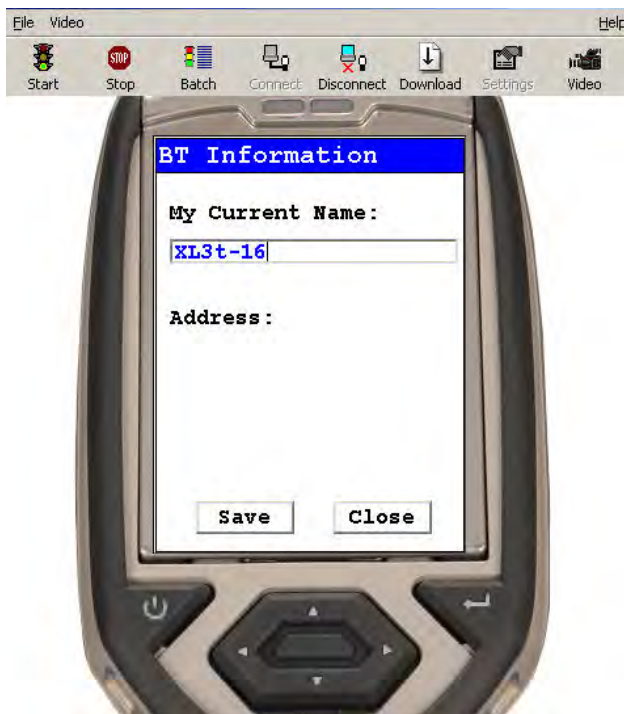 File Video Help
STOP
Start Stop Batch Connect Disconnect Download Settings Video
BT Information
My Current Name:
XL3t-16
Address:
Save Close